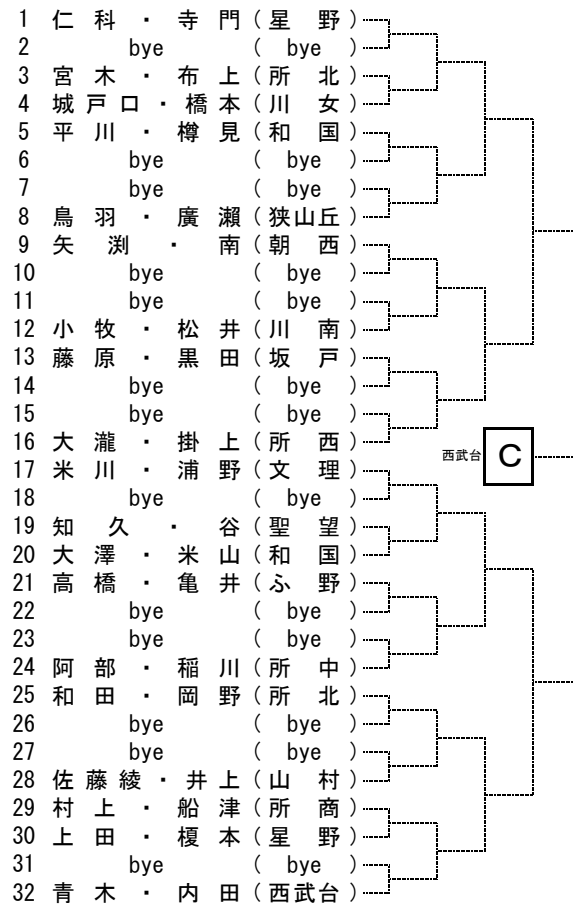 1 仁科・寺門(星野)
2 bye (bye)
3 宮木・布上(所北)
4 城戸口・橋本(川女)
5 平川・樽見(和国)
6 bye (bye)
7 bye (bye)
8 鳥羽・廣瀬(狭山丘)
9 矢渕・南(朝西)
10 bye (bye)
11 bye (bye)
12 小牧・松井(川南)
13 藤原・黒田(坂戸)
14 bye (bye)
15 bye (bye)
16 大瀧・掛上(所西)
西武台 C
17 米川・浦野(文理)
18 bye (bye)
19 知久・谷(聖望)
20 大澤・米山(和国)
21 高橋・亀井(ふ野)
22 bye (bye)
23 bye (bye)
24 阿部・稲川(所中)
25 和田・岡野(所北)
26 bye (bye)
27 bye (bye)
28 佐藤綾・井上(山村)
29 村上・船津(所商)
30 上田・榎本(星野)
31 bye (bye)
32 青木・内田(西武台)